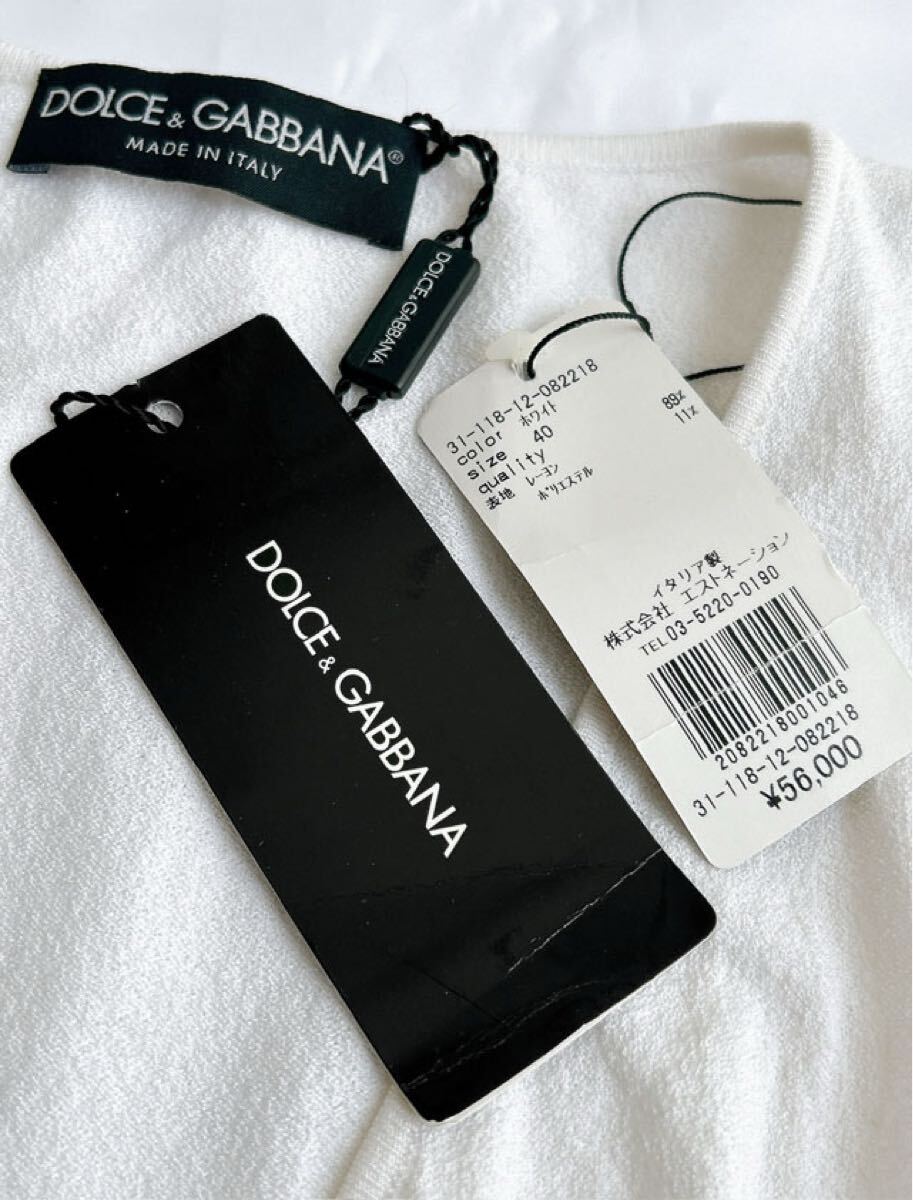 DOLCE & GABBANA®
MADE IN ITALY
DOLCE & GABBANA
DOLCE & GABBANA
31-118-12-082218
color ホワイト
size 40
quality
表地 レーヨン 89%
ポリエステル 11%
イタリア製
株式会社 エストネーション
TEL 03-5220-0190
2082218001048
31-118-12-082218
¥56,000